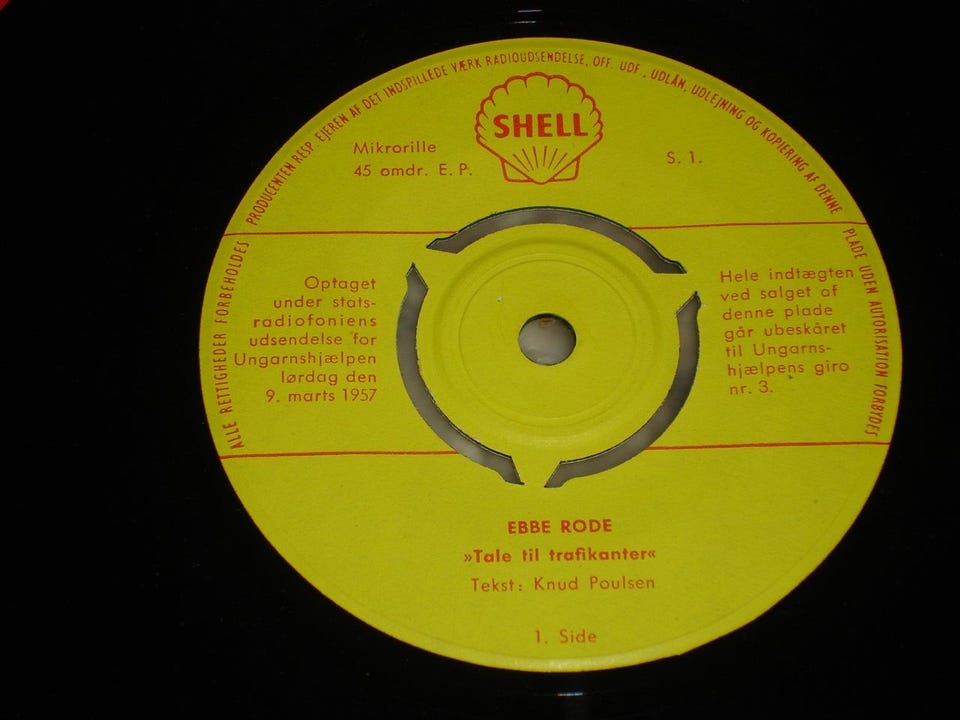 ALLE RETTIGHEDER FORBEHOLDES PRODUCENTEN RESP. EJEREN AF DET INDSPILLEDE VÆRK RADIOUDSENDELSE, OFF. UDF., UDLÅN, UDLEJNING OG KOPIERING AF DENNE PLADE UDEN AUTORISATION FORBYDES
SHELL
Mikrorille
45 omdr. E. P.
S. 1.
Optaget
under stats-
radiofoniens
udsendelse for
Ungarnshjælpen
lørdag den
9. marts 1957
Hele indtægten
ved salget af
denne plade
går ubeskåret
til Ungarns-
hjælpens giro
nr. 3.
EBBE RODE
»Tale til trafikanter«
Tekst: Knud Poulsen
1. Side